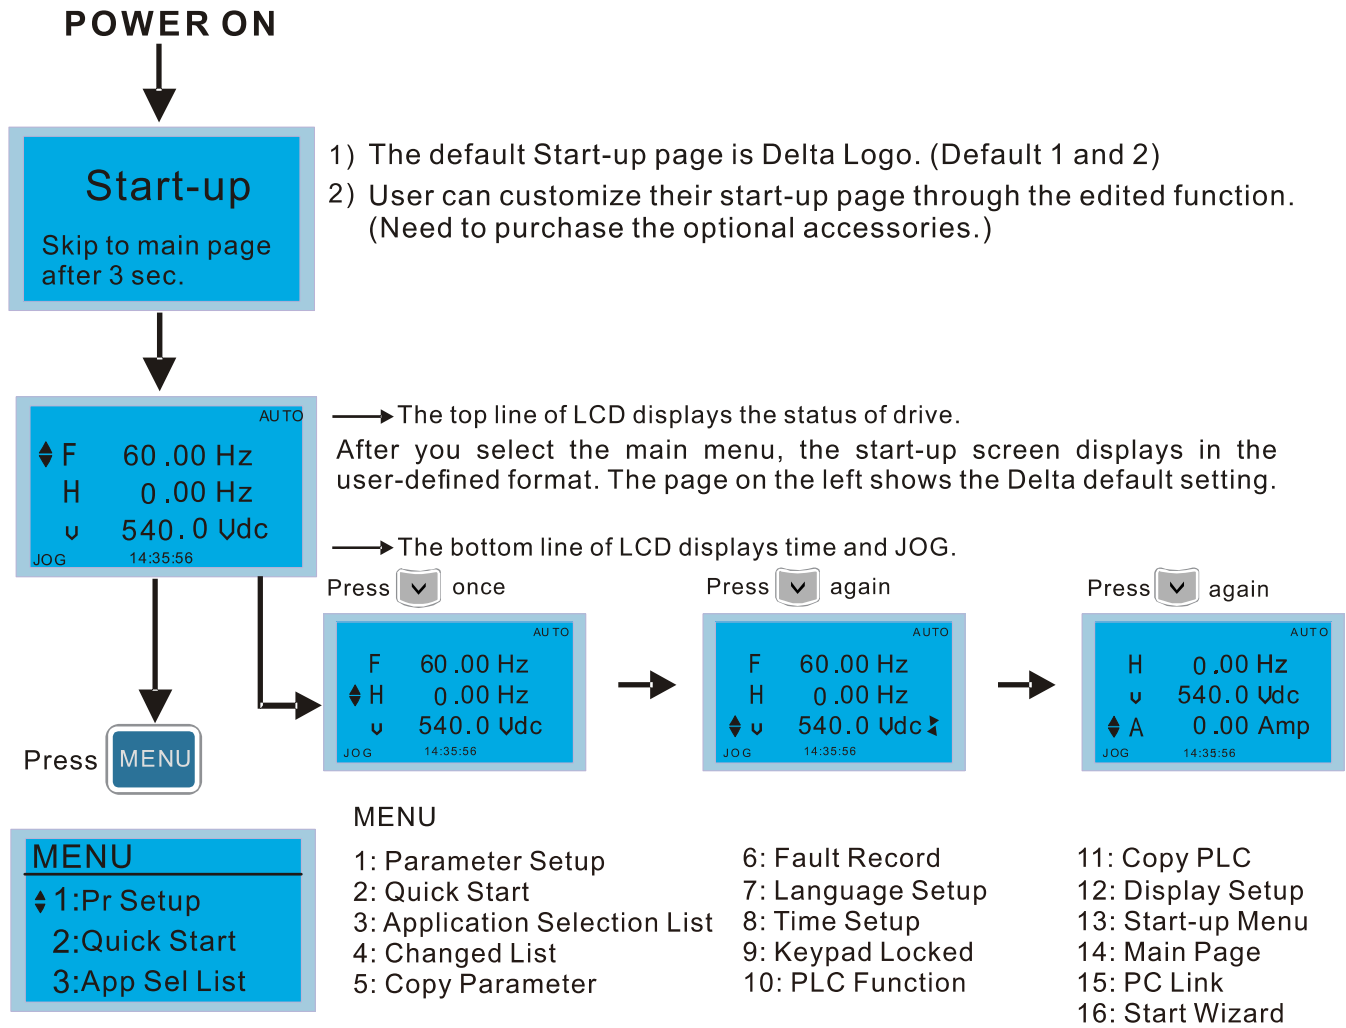 POWER ON
Start-up
Skip to main page
after 3 sec.
1) The default Start-up page is Delta Logo. (Default 1 and 2)
2) User can customize their start-up page through the edited function.
(Need to purchase the optional accessories.)
AUTO
F 60.00 Hz
H 0.00 Hz
v 540.0 Vdc
JOG 14:35:56
The top line of LCD displays the status of drive.
After you select the main menu, the start-up screen displays in the
user-defined format. The page on the left shows the Delta default setting.
The bottom line of LCD displays time and JOG.
Press once
AUTO
F 60.00 Hz
H 0.00 Hz
v 540.0 Vdc
JOG 14:35:56
Press again
AUTO
F 60.00 Hz
H 0.00 Hz
v 540.0 Vdc
JOG 14:35:56
Press again
AUTO
H 0.00 Hz
v 540.0 Vdc
A 0.00 Amp
JOG 14:35:56
Press MENU
MENU
1:Pr Setup
2:Quick Start
3:App Sel List
MENU
1: Parameter Setup
2: Quick Start
3: Application Selection List
4: Changed List
5: Copy Parameter
6: Fault Record
7: Language Setup
8: Time Setup
9: Keypad Locked
10: PLC Function
11: Copy PLC
12: Display Setup
13: Start-up Menu
14: Main Page
15: PC Link
16: Start Wizard